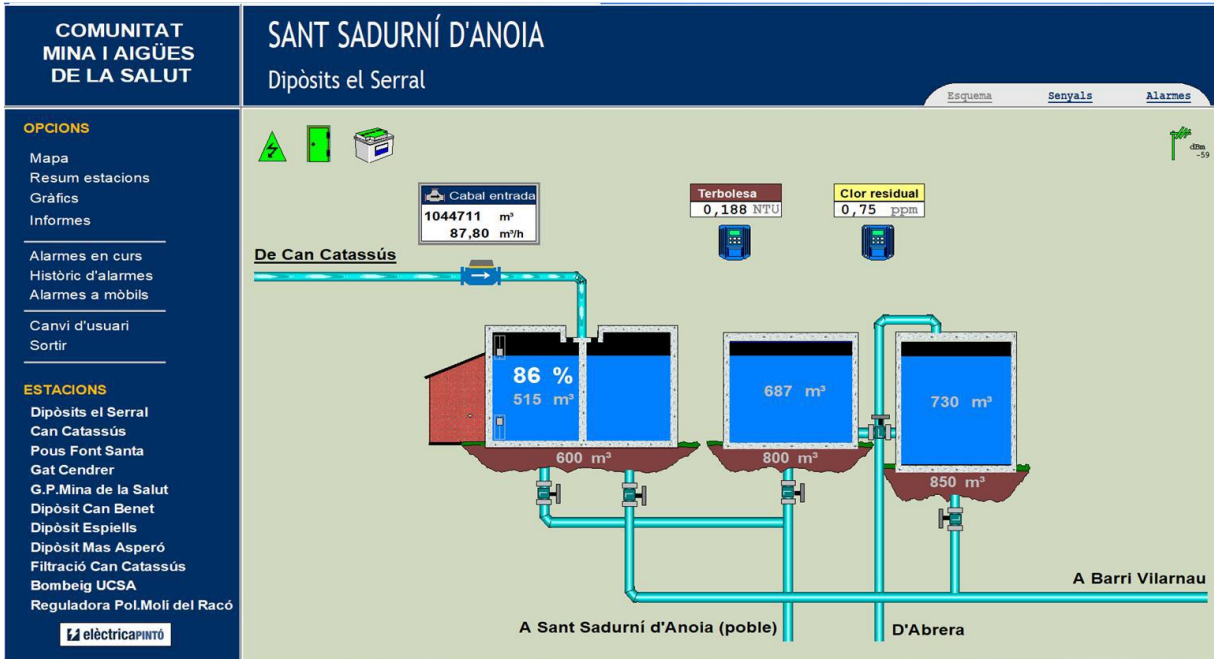 COMUNITAT
MINA I AIGÜES
DE LA SALUT
SANT SADURNÍ D'ANOIA
Dipòsits el Serral
Esquema
Senyals
Alarmes
OPCIONS
Mapa
Resum estacions
Gràfics
Informes
Alarmes en curs
Històric d'alarmes
Alarmes a mòbils
Canvi d'usuari
Sortir
ESTACIONS
Dipòsits el Serral
Can Catassús
Pous Font Santa
Gat Cendrer
G.P.Mina de la Salut
Dipòsit Can Benet
Dipòsit Espiells
Dipòsit Mas Asperó
Filtració Can Catassús
Bombeig UCSA
Reguladora Pol.Molí del Racó
elèctricaPINTÓ
dBm
-59
Cabal entrada
1044711 m³
87,80 m³/h
Terbolesa
0,188 NTU
Clor residual
0,75 ppm
De Can Catassús
86 %
515 m³
600 m³
687 m³
800 m³
730 m³
850 m³
A Barri Vilarnau
A Sant Sadurní d'Anoia (poble)
D'Abrera